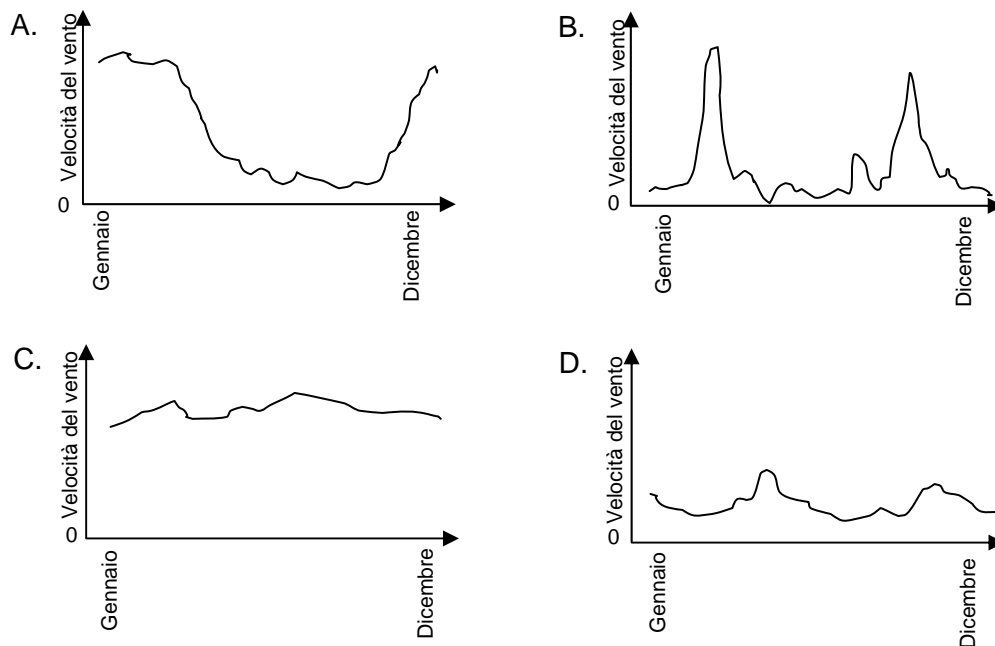 A.
Velocità del vento
0
Gennaio
Dicembre
B.
Velocità del vento
0
Gennaio
Dicembre
C.
Velocità del vento
0
Gennaio
Dicembre
D.
Velocità del vento
0
Gennaio
Dicembre